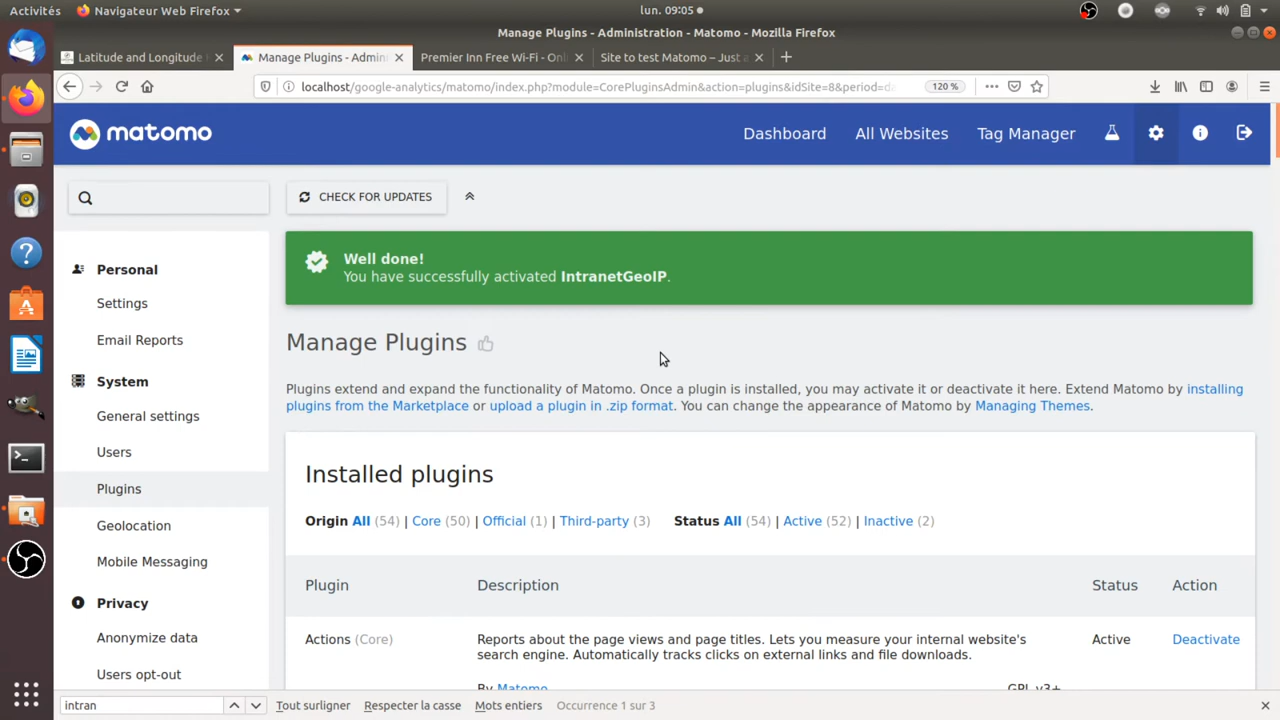 Activités
Navigateur Web Firefox
lun. 09:05
Manage Plugins - Administration - Matomo - Mozilla Firefox
Latitude and Longitude
Manage Plugins - Admin
Premier Inn Free Wi-Fi - Onl
Site to test Matomo – Just a
localhost/google-analytics/matomo/index.php?module=CorePluginsAdmin&action=plugins&idSite=8&period=d
120 %
matomo
Dashboard
All Websites
Tag Manager
CHECK FOR UPDATES
Well done!
You have successfully activated IntranetGeoIP.
Personal
Settings
Email Reports
System
General settings
Users
Plugins
Geolocation
Mobile Messaging
Privacy
Anonymize data
Users opt-out
Manage Plugins
Plugins extend and expand the functionality of Matomo. Once a plugin is installed, you may activate it or deactivate it here. Extend Matomo by installing
plugins from the Marketplace or upload a plugin in .zip format. You can change the appearance of Matomo by Managing Themes.
Installed plugins
Origin All (54) | Core (50) | Official (1) | Third-party (3) Status All (54) | Active (52) | Inactive (2)
Plugin Description Status Action
Actions (Core) Reports about the page views and page titles. Lets you measure your internal website's Active Deactivate
search engine. Automatically tracks clicks on external links and file downloads.
By Matomo GPL v3+
intran
Tout surligner
Respecter la casse
Mots entiers
Occurrence 1 sur 3